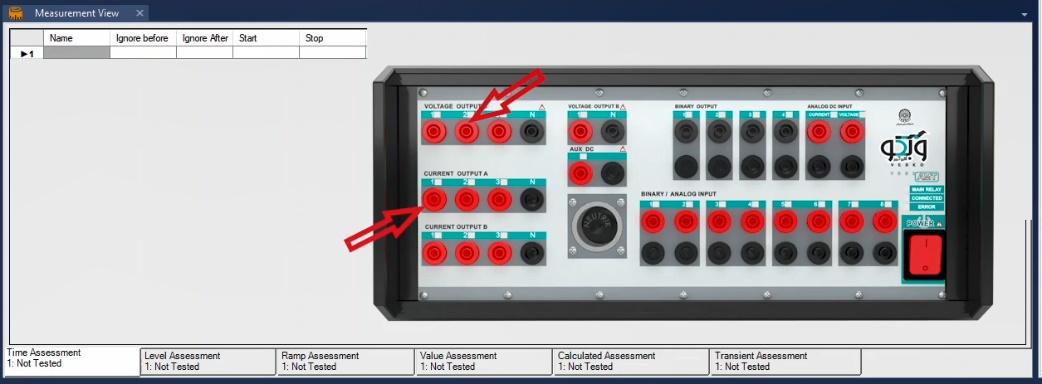 Measurement View
Name Ignore before Ignore After Start Stop
►1
VOLTAGE OUTPUT
1 2 3 N
VOLTAGE OUTPUT B
1 N
BINARY OUTPUT
1 2 3 4
ANALOG DC INPUT
CURRENT VOLTAGE
AUX DC
وبکو
VEBKO
AMT
CURRENT OUTPUT A
1 2 3 N
BINARY / ANALOG INPUT
1 2 3 4 5 6 7 8
MAIN RELAY
CONNECTED
ERROR
NEUTRIK
CURRENT OUTPUT B
1 2 3 N
POWER
Time Assessment
1: Not Tested
Level Assessment
1: Not Tested
Ramp Assessment
1: Not Tested
Value Assessment
1: Not Tested
Calculated Assessment
1: Not Tested
Transient Assessment
1: Not Tested